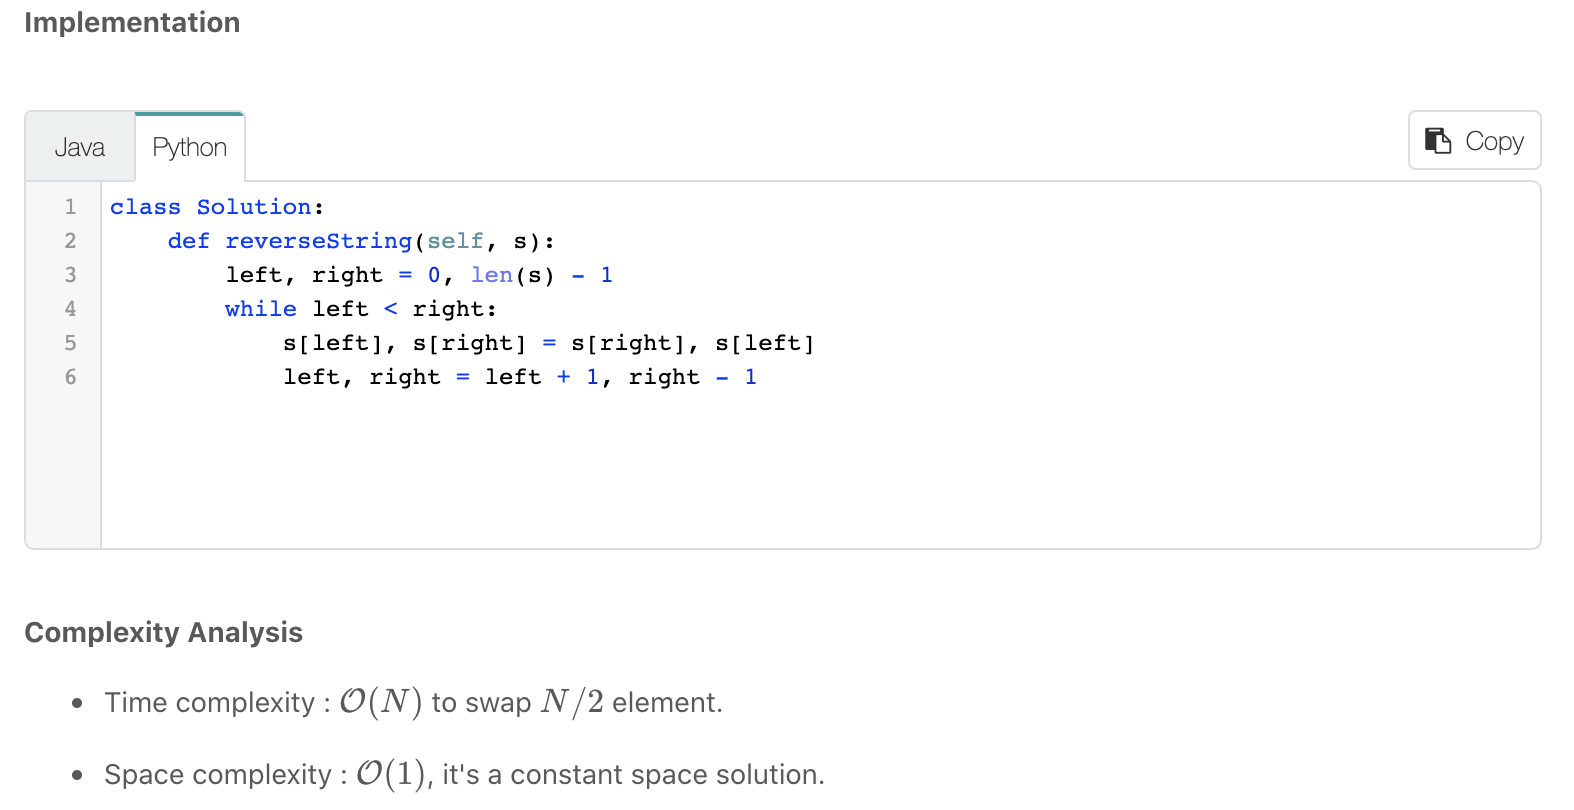 Implementation
Java
Python
Copy
1 class Solution:
2     def reverseString(self, s):
3         left, right = 0, len(s) - 1
4         while left < right:
5             s[left], s[right] = s[right], s[left]
6             left, right = left + 1, right - 1
Complexity Analysis
• Time complexity : O(N) to swap N/2 element.
• Space complexity : O(1), it's a constant space solution.